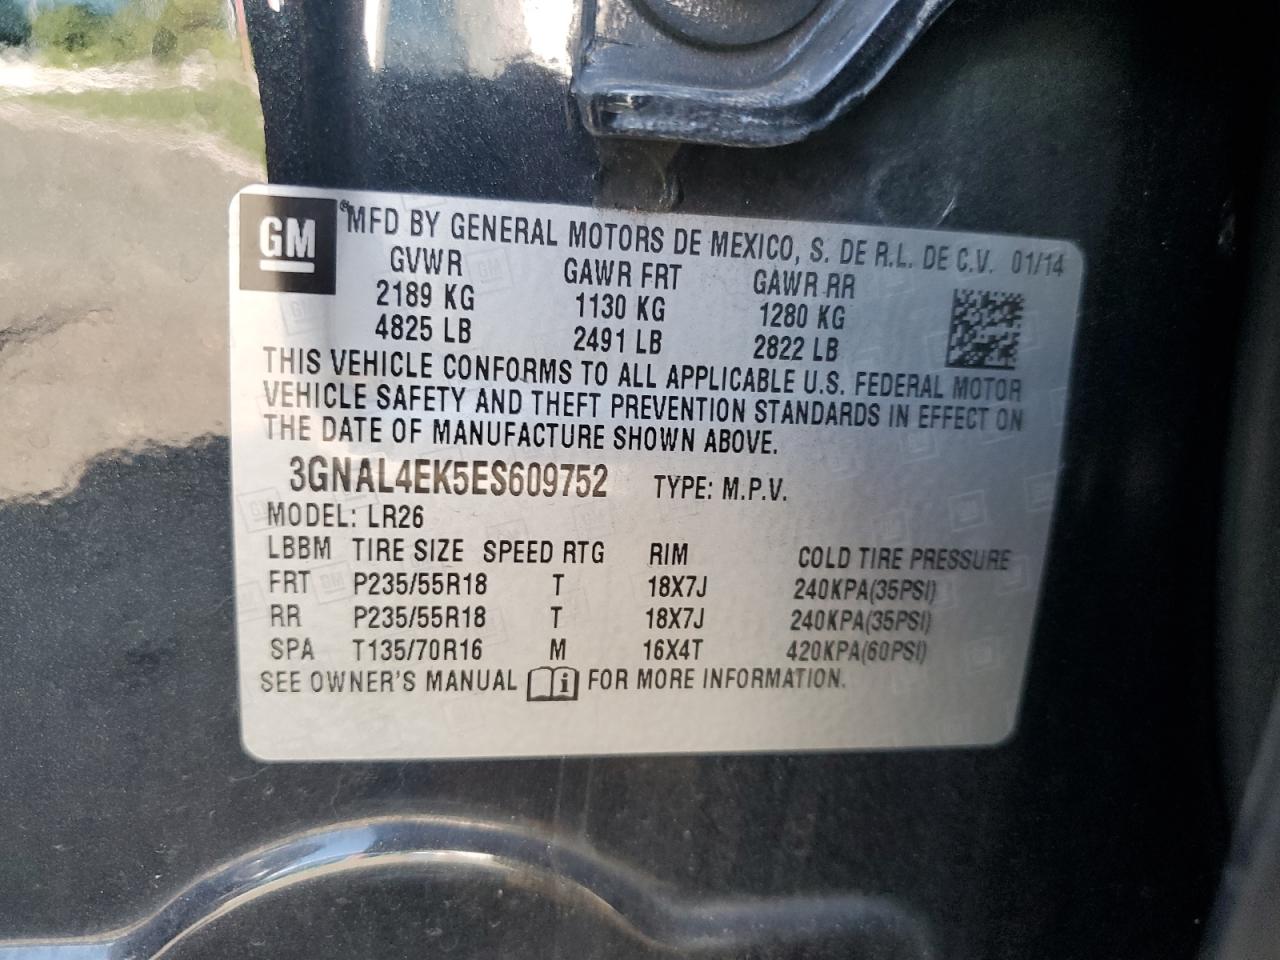 GM
®MFD BY GENERAL MOTORS DE MEXICO, S. DE R.L. DE C.V. 01/14
GVWR GAWR FRT GAWR RR
2189 KG 1130 KG 1280 KG
4825 LB 2491 LB 2822 LB
THIS VEHICLE CONFORMS TO ALL APPLICABLE U.S. FEDERAL MOTOR
VEHICLE SAFETY AND THEFT PREVENTION STANDARDS IN EFFECT ON
THE DATE OF MANUFACTURE SHOWN ABOVE.
3GNAL4EK5ES609752 TYPE: M.P.V.
MODEL: LR26
LBBM TIRE SIZE SPEED RTG RIM COLD TIRE PRESSURE
FRT P235/55R18 T 18X7J 240KPA(35PSI)
RR P235/55R18 T 18X7J 240KPA(35PSI)
SPA T135/70R16 M 16X4T 420KPA(60PSI)
SEE OWNER'S MANUAL i FOR MORE INFORMATION.